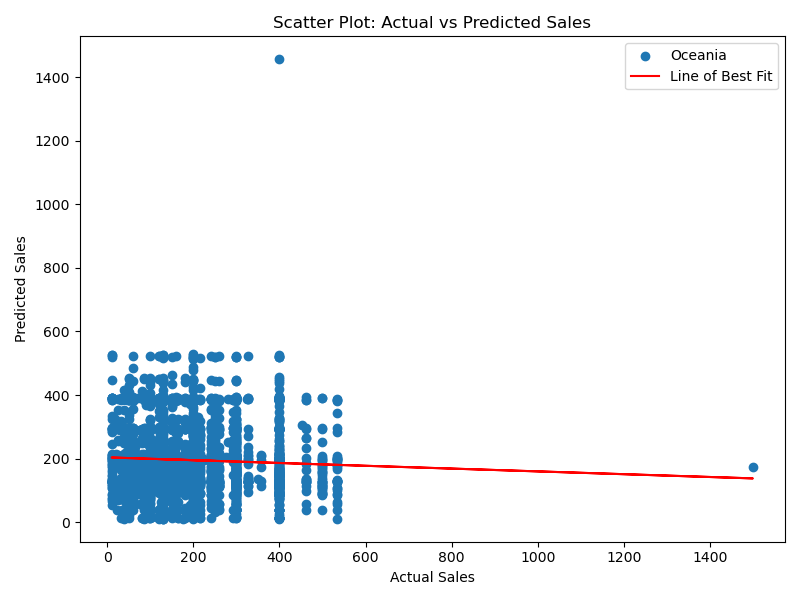 Scatter Plot: Actual vs Predicted Sales
Oceania
Line of Best Fit
Predicted Sales
1400
1200
1000
800
600
400
200
0
0 200 400 600 800 1000 1200 1400
Actual Sales